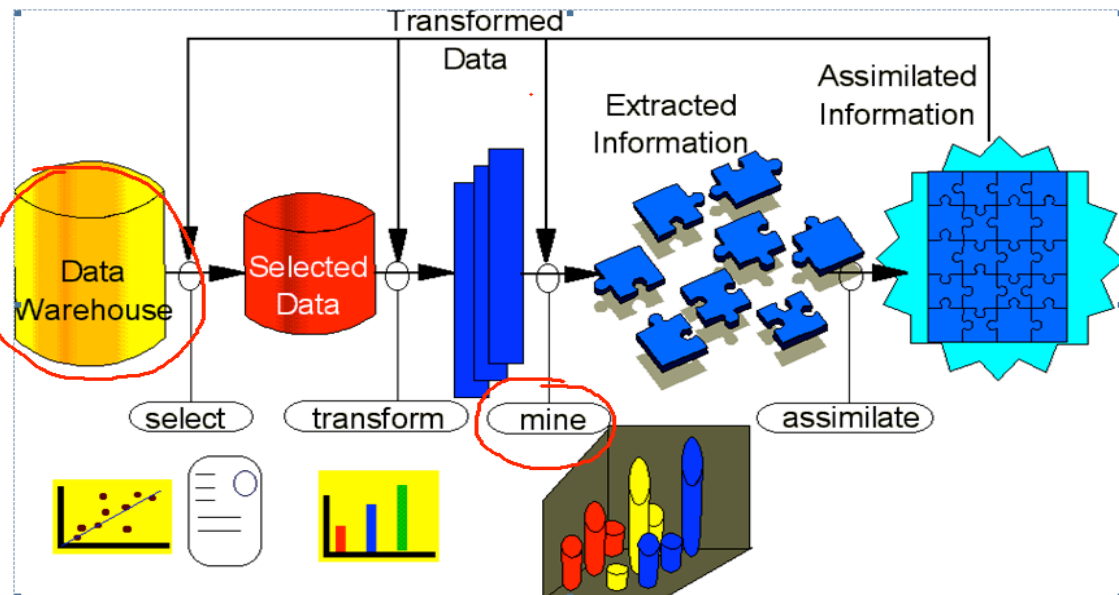 Transformed
Data
Assimilated
Information
Extracted
Information
Data
Warehouse
Selected
Data
select
transform
mine
assimilate